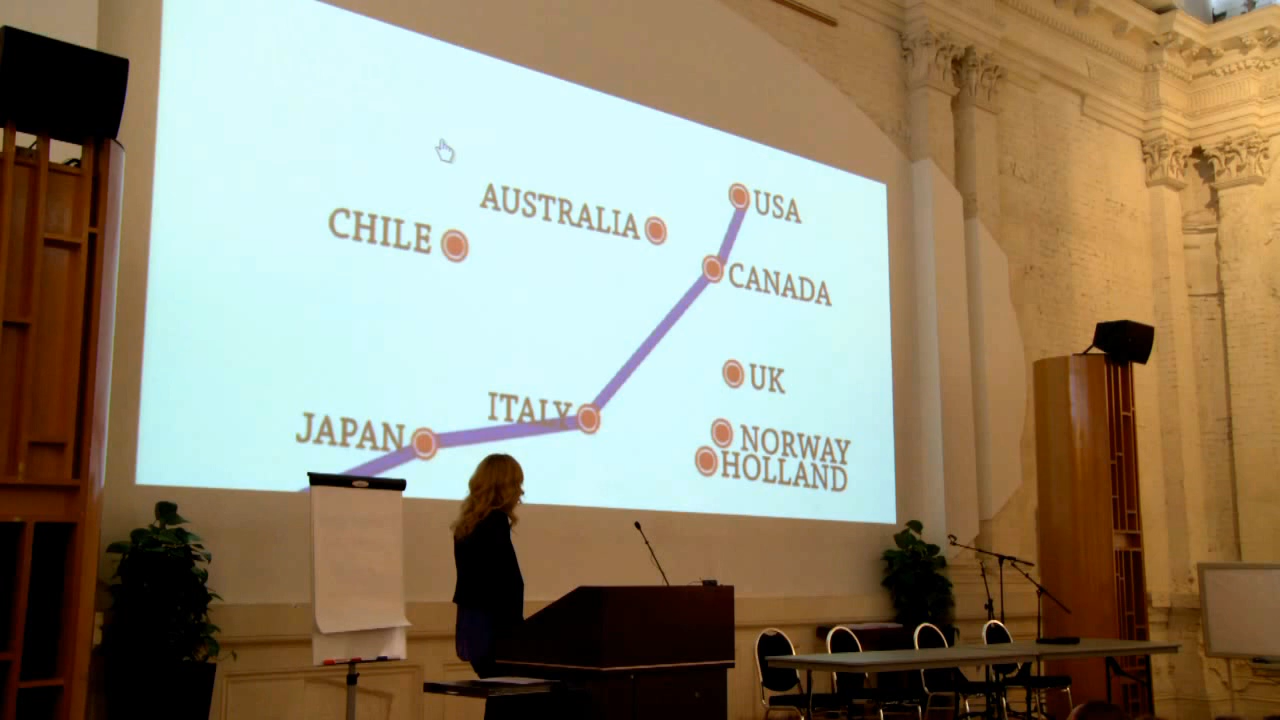 USA
AUSTRALIA
CHILE
CANADA
UK
ITALY
JAPAN
NORWAY
HOLLAND